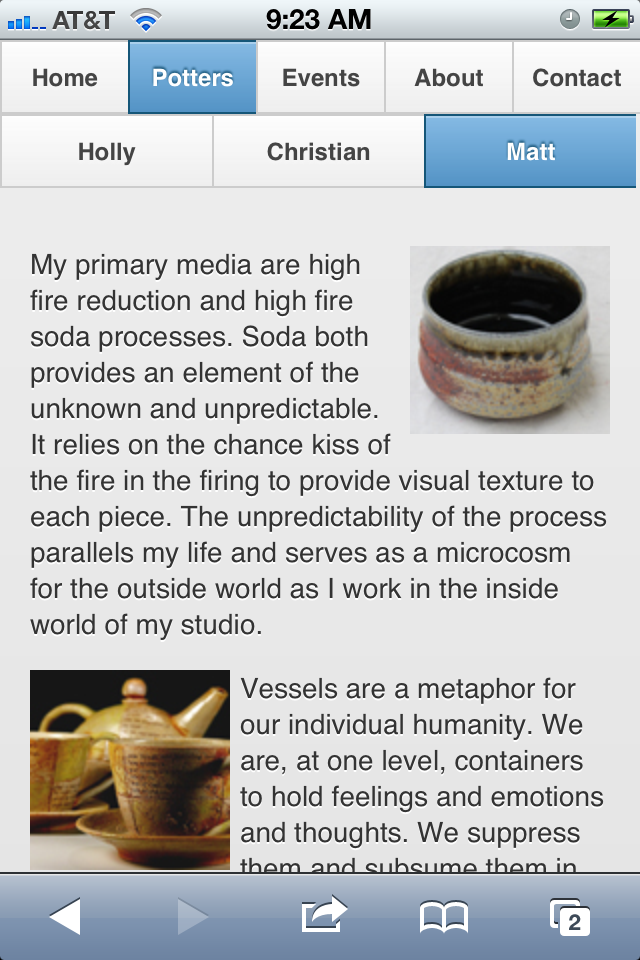 AT&T 9:23 AM
Home Potters Events About Contact
Holly Christian Matt
My primary media are high
fire reduction and high fire
soda processes. Soda both
provides an element of the
unknown and unpredictable.
It relies on the chance kiss of
the fire in the firing to provide visual texture to
each piece. The unpredictability of the process
parallels my life and serves as a microcosm
for the outside world as I work in the inside
world of my studio.
Vessels are a metaphor for
our individual humanity. We
are, at one level, containers
to hold feelings and emotions
and thoughts. We suppress
them and subsume them in
2